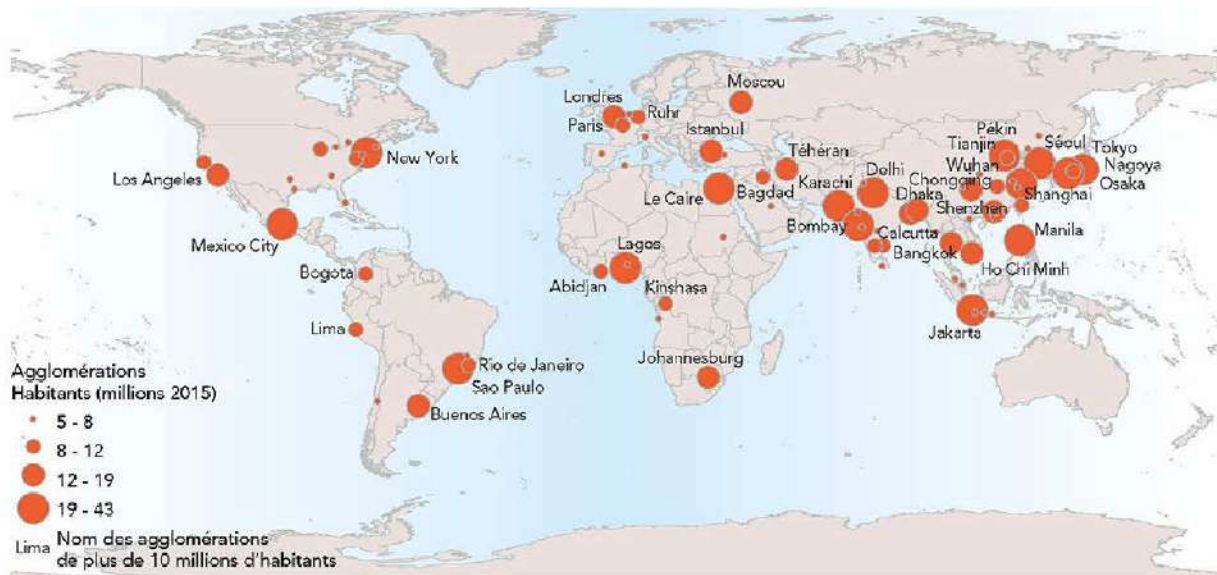 Moscou
Londres
Ruhr
Paris
Istanbul
Pékin
Tianjin
Séoul
Tokyo
New York
Téhéran
Wuhan
Nagoya
Los Angeles
Delhi
Chongqing
Osaka
Karachi
Dhaka
Bagdad
Le Caire
Shenzhen
Shanghai
Bombay
Calcutta
Manila
Mexico City
Lagos
Bangkok
Bogota
Abidjan
Kinshasa
Ho Chi Minh
Lima
Jakarta
Johannesburg
Rio de Janeiro
Sao Paulo
Buenos Aires
Agglomérations
Habitants (millions 2015)
5 - 8
8 - 12
12 - 19
19 - 43
Lima Nom des agglomérations
de plus de 10 millions d'habitants